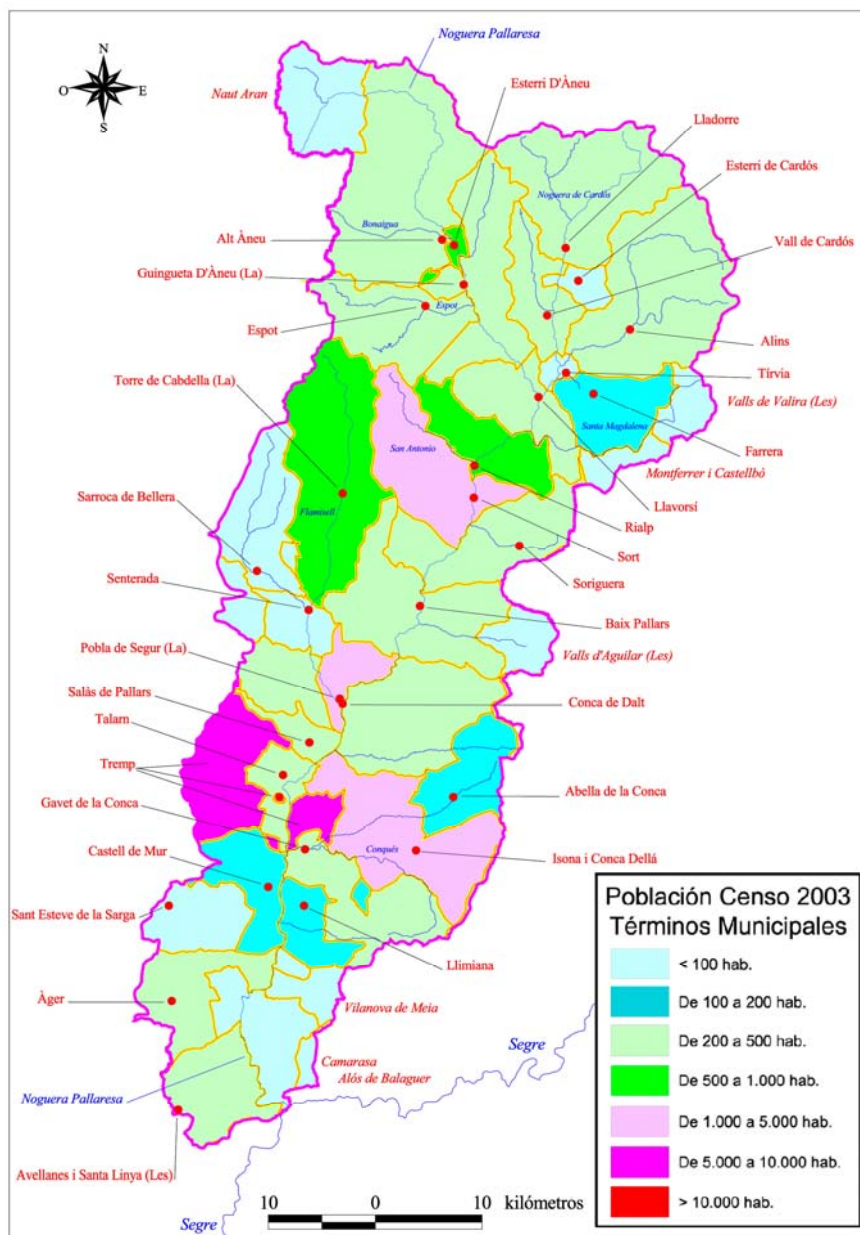 Noguera Pallaresa
N
O
E
S
Esterri D'Àneu
Naut Aran
Lladorre
Esterri de Cardós
Noguera de Cardós
Bonaigua
Alt Àneu
Vall de Cardós
Guingueta D'Àneu (La)
Espot
Espot
Alins
Torre de Cabdella (La)
Tírvia
Valls de Valira (Les)
Santa Magdalena
San Antonio
Farrera
Montferrer i Castellbò
Sarroca de Bellera
Llavorsí
Flamisell
Rialp
Sort
Soriguera
Senterada
Baix Pallars
Pobla de Segur (La)
Valls d'Aguilar (Les)
Salàs de Pallars
Conca de Dalt
Talarn
Tremp
Abella de la Conca
Gavet de la Conca
Conqués
Isona i Conca Dellá
Castell de Mur
Sant Esteve de la Sarga
Llimiana
Àger
Vilanova de Meia
Camarasa
Alós de Balaguer
Segre
Noguera Pallaresa
Avellanes i Santa Linya (Les)
Segre
10 0 10 kilómetros
Población Censo 2003
Términos Municipales
< 100 hab.
De 100 a 200 hab.
De 200 a 500 hab.
De 500 a 1.000 hab.
De 1.000 a 5.000 hab.
De 5.000 a 10.000 hab.
> 10.000 hab.